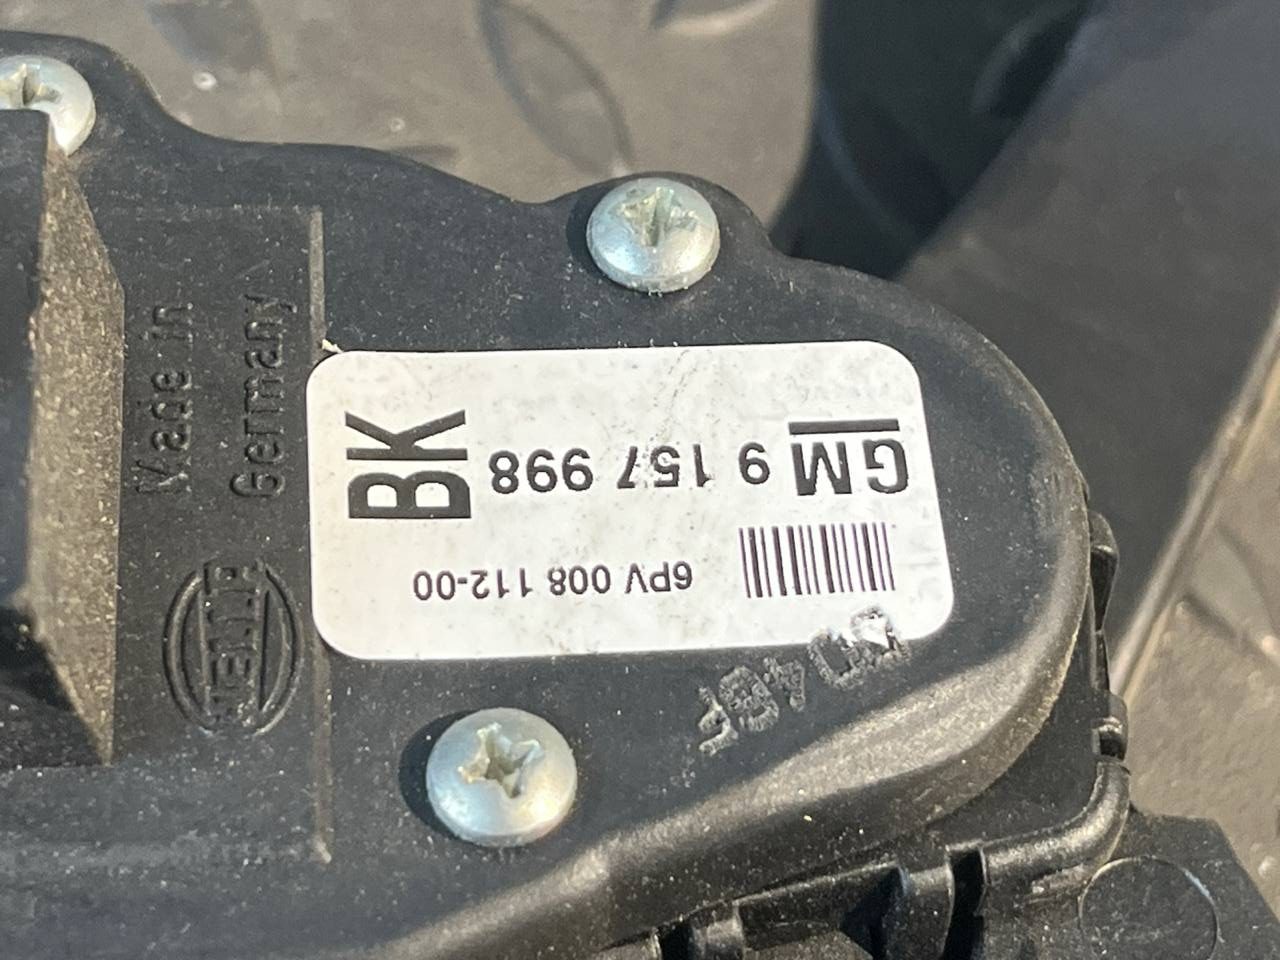 GM 9 157 998
BK
6PV 008 112-00
Made in
Germany
HELLA